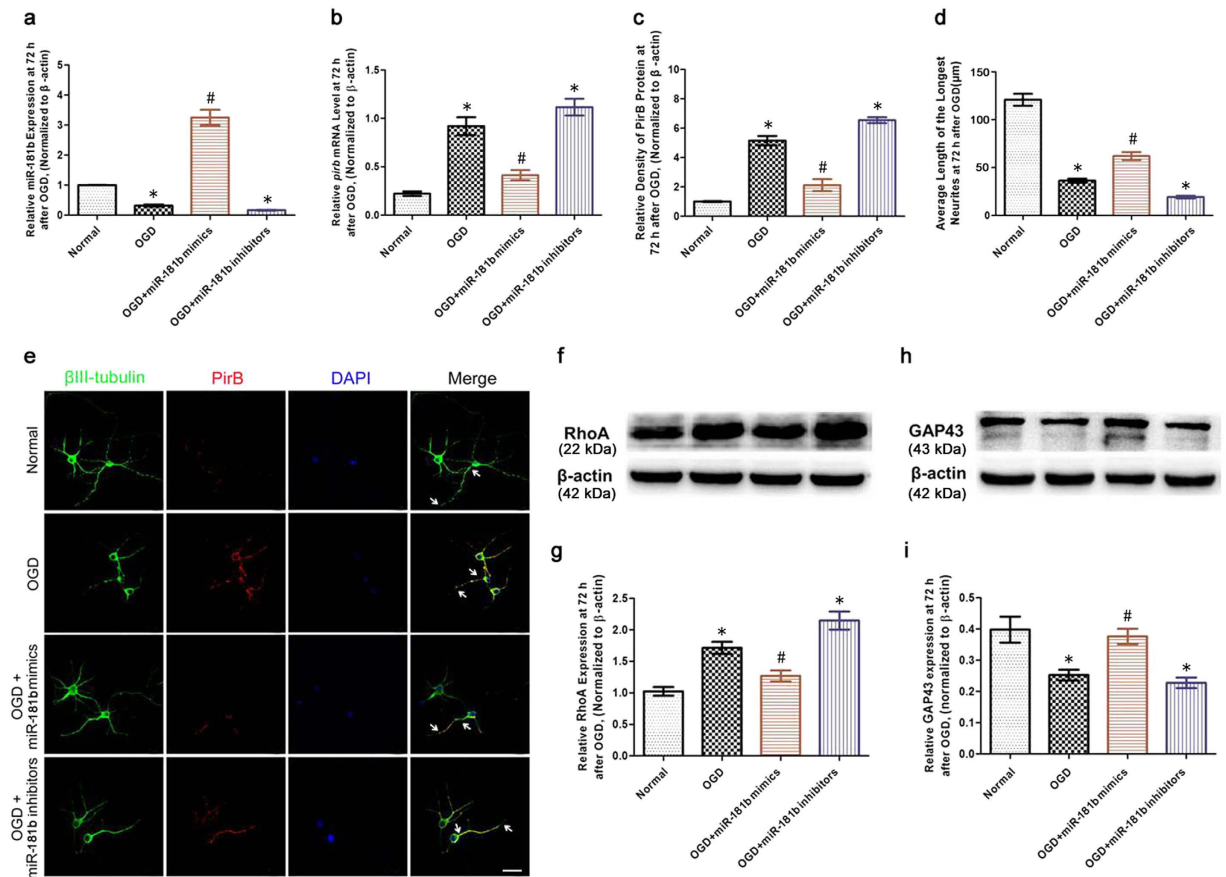 a
Relative miR-181b Expression at 72 h
after OGD, (Normalized to β -actin)
5
4
3
2
1
0
*
#
*
Normal
OGD
OGD+miR-181b mimics
OGD+miR-181b inhibitors
b
Relative pirb mRNA Level at 72 h
after OGD, (Normalized to β -actin)
1.5
1.0
0.5
0.0
*
#
*
Normal
OGD
OGD+miR-181b mimics
OGD+miR-181b inhibitors
c
Relative Density of PirB Protein at
72 h after OGD, (Normalized to β -actin)
10
8
6
4
2
0
*
#
*
Normal
OGD
OGD+miR-181b mimics
OGD+miR-181b inhibitors
d
Average Length of the Longest
Neurites at 72 h after OGD(μm)
150
100
50
0
*
#
*
Normal
OGD
OGD+miR-181b mimics
OGD+miR-181b inhibitors
e
βIII-tubulin
PirB
DAPI
Merge
Normal
OGD
OGD +
miR-181bmimics
OGD +
miR-181b inhibitors
f
RhoA
(22 kDa)
β-actin
(42 kDa)
h
GAP43
(43 kDa)
β-actin
(42 kDa)
g
Relative RhoA Expression at 72 h
after OGD, (Normalized to β-actin)
2.5
2.0
1.5
1.0
0.5
0.0
*
#
*
Normal
OGD
OGD+miR-181b mimics
OGD+miR-181b inhibitors
i
Relative GAP43 expression at 72 h
after OGD, (normalized to β-actin)
0.5
0.4
0.3
0.2
0.1
0.0
*
#
*
Normal
OGD
OGD+miR-181b mimics
OGD+miR-181b inhibitors